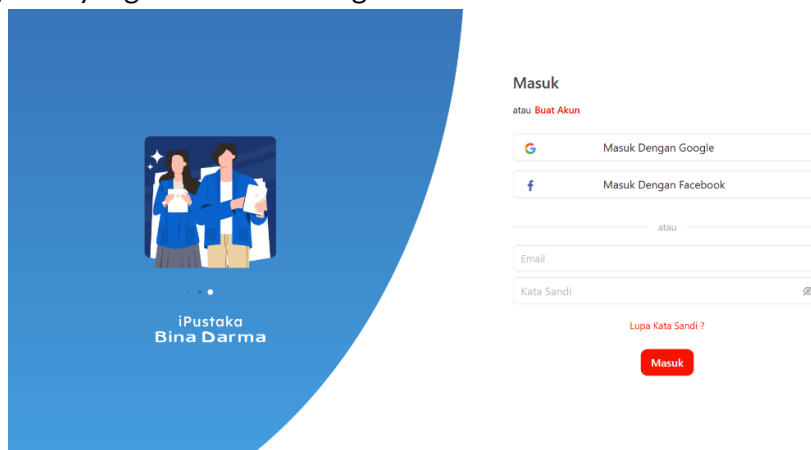 iPustaka
Bina Darma
Masuk
atau Buat Akun
Masuk Dengan Google
Masuk Dengan Facebook
atau
Email
Kata Sandi
Lupa Kata Sandi ?
Masuk